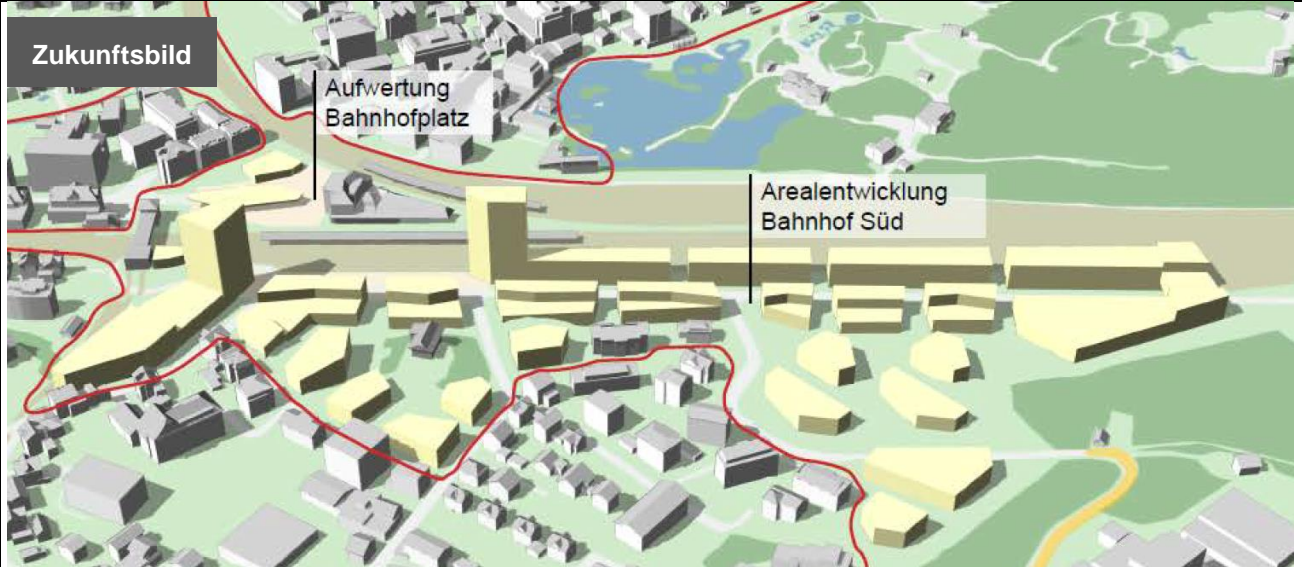 Zukunftsbild
Aufwertung
Bahnhofplatz
Arealentwicklung
Bahnhof Süd